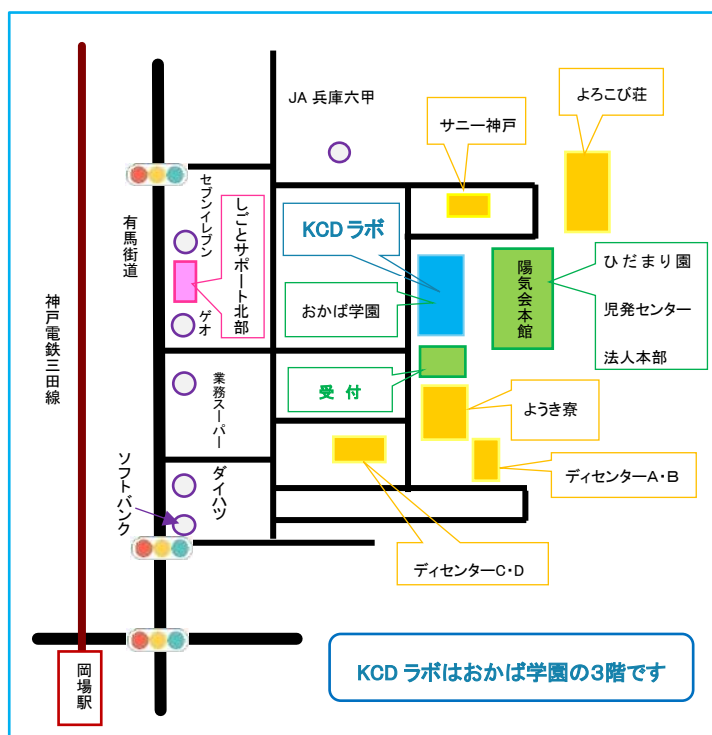 JA 兵庫六甲
よろこび荘
サニー神戸
セブンイレブン
しごとサポート北部
KCD ラボ
有馬街道
陽気会本館
ひだまり園
児発センター
法人本部
おかば学園
神戸電鉄三田線
ゲオ
受 付
業務スーパー
ようき寮
ソフトバンク
ダイハツ
ディセンターA・B
ディセンターC・D
岡場駅
KCD ラボはおかば学園の3階です